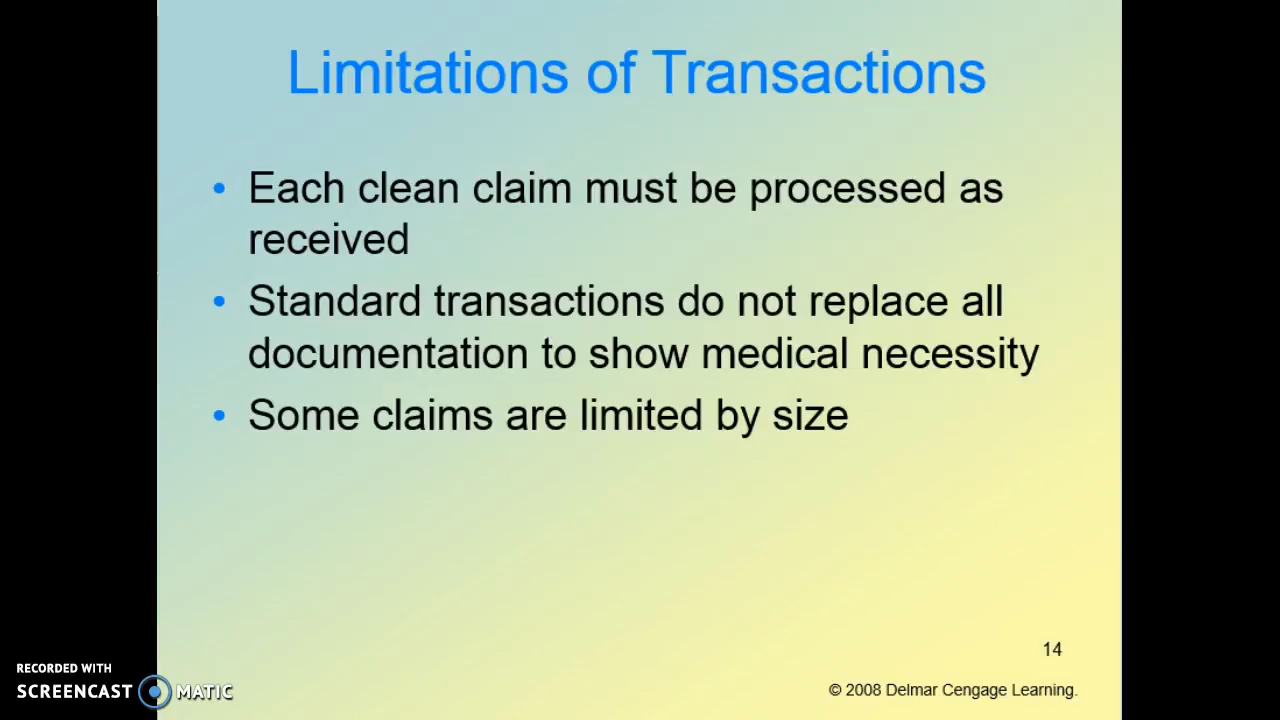 Limitations of Transactions
• Each clean claim must be processed as
received
• Standard transactions do not replace all
documentation to show medical necessity
• Some claims are limited by size
14
© 2008 Delmar Cengage Learning.
RECORDED WITH
SCREENCAST MATIC